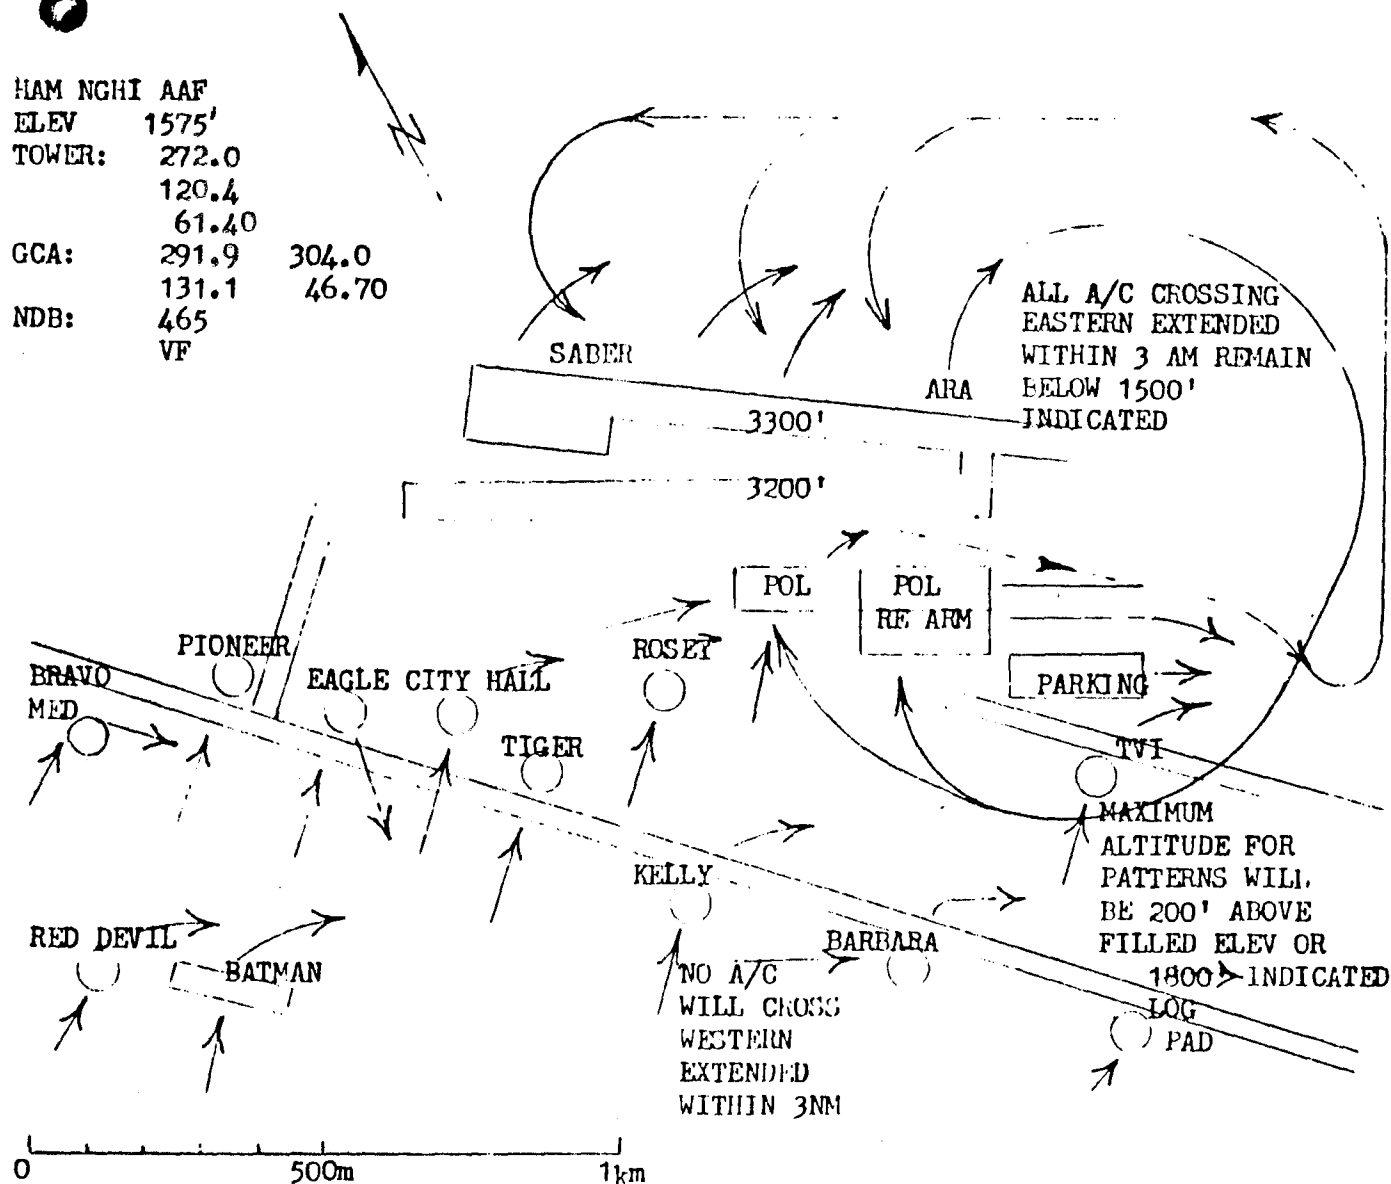 HAM NGHI AAF
ELEV 1575'
TOWER: 272.0
120.4
61.40
GCA: 291.9 304.0
131.1 46.70
NDB: 465
VF
N
ALL A/C CROSSING
EASTERN EXTENDED
WITHIN 3 AM REMAIN
BELOW 1500'
INDICATED
SABER
ARA
3300'
3200'
POL
POL
RE ARM
PIONEER
ROSEY
BRAVO
MED
EAGLE
CITY HALL
PARKING
TIGER
TVI
MAXIMUM
ALTITUDE FOR
PATTERNS WILL
BE 200' ABOVE
FILLED ELEV OR
1800' INDICATED
KELLY
RED DEVIL
BATMAN
BARBARA
NO A/C
WILL CROSS
WESTERN
EXTENDED
WITHIN 3NM
LOG
PAD
0 500m 1km